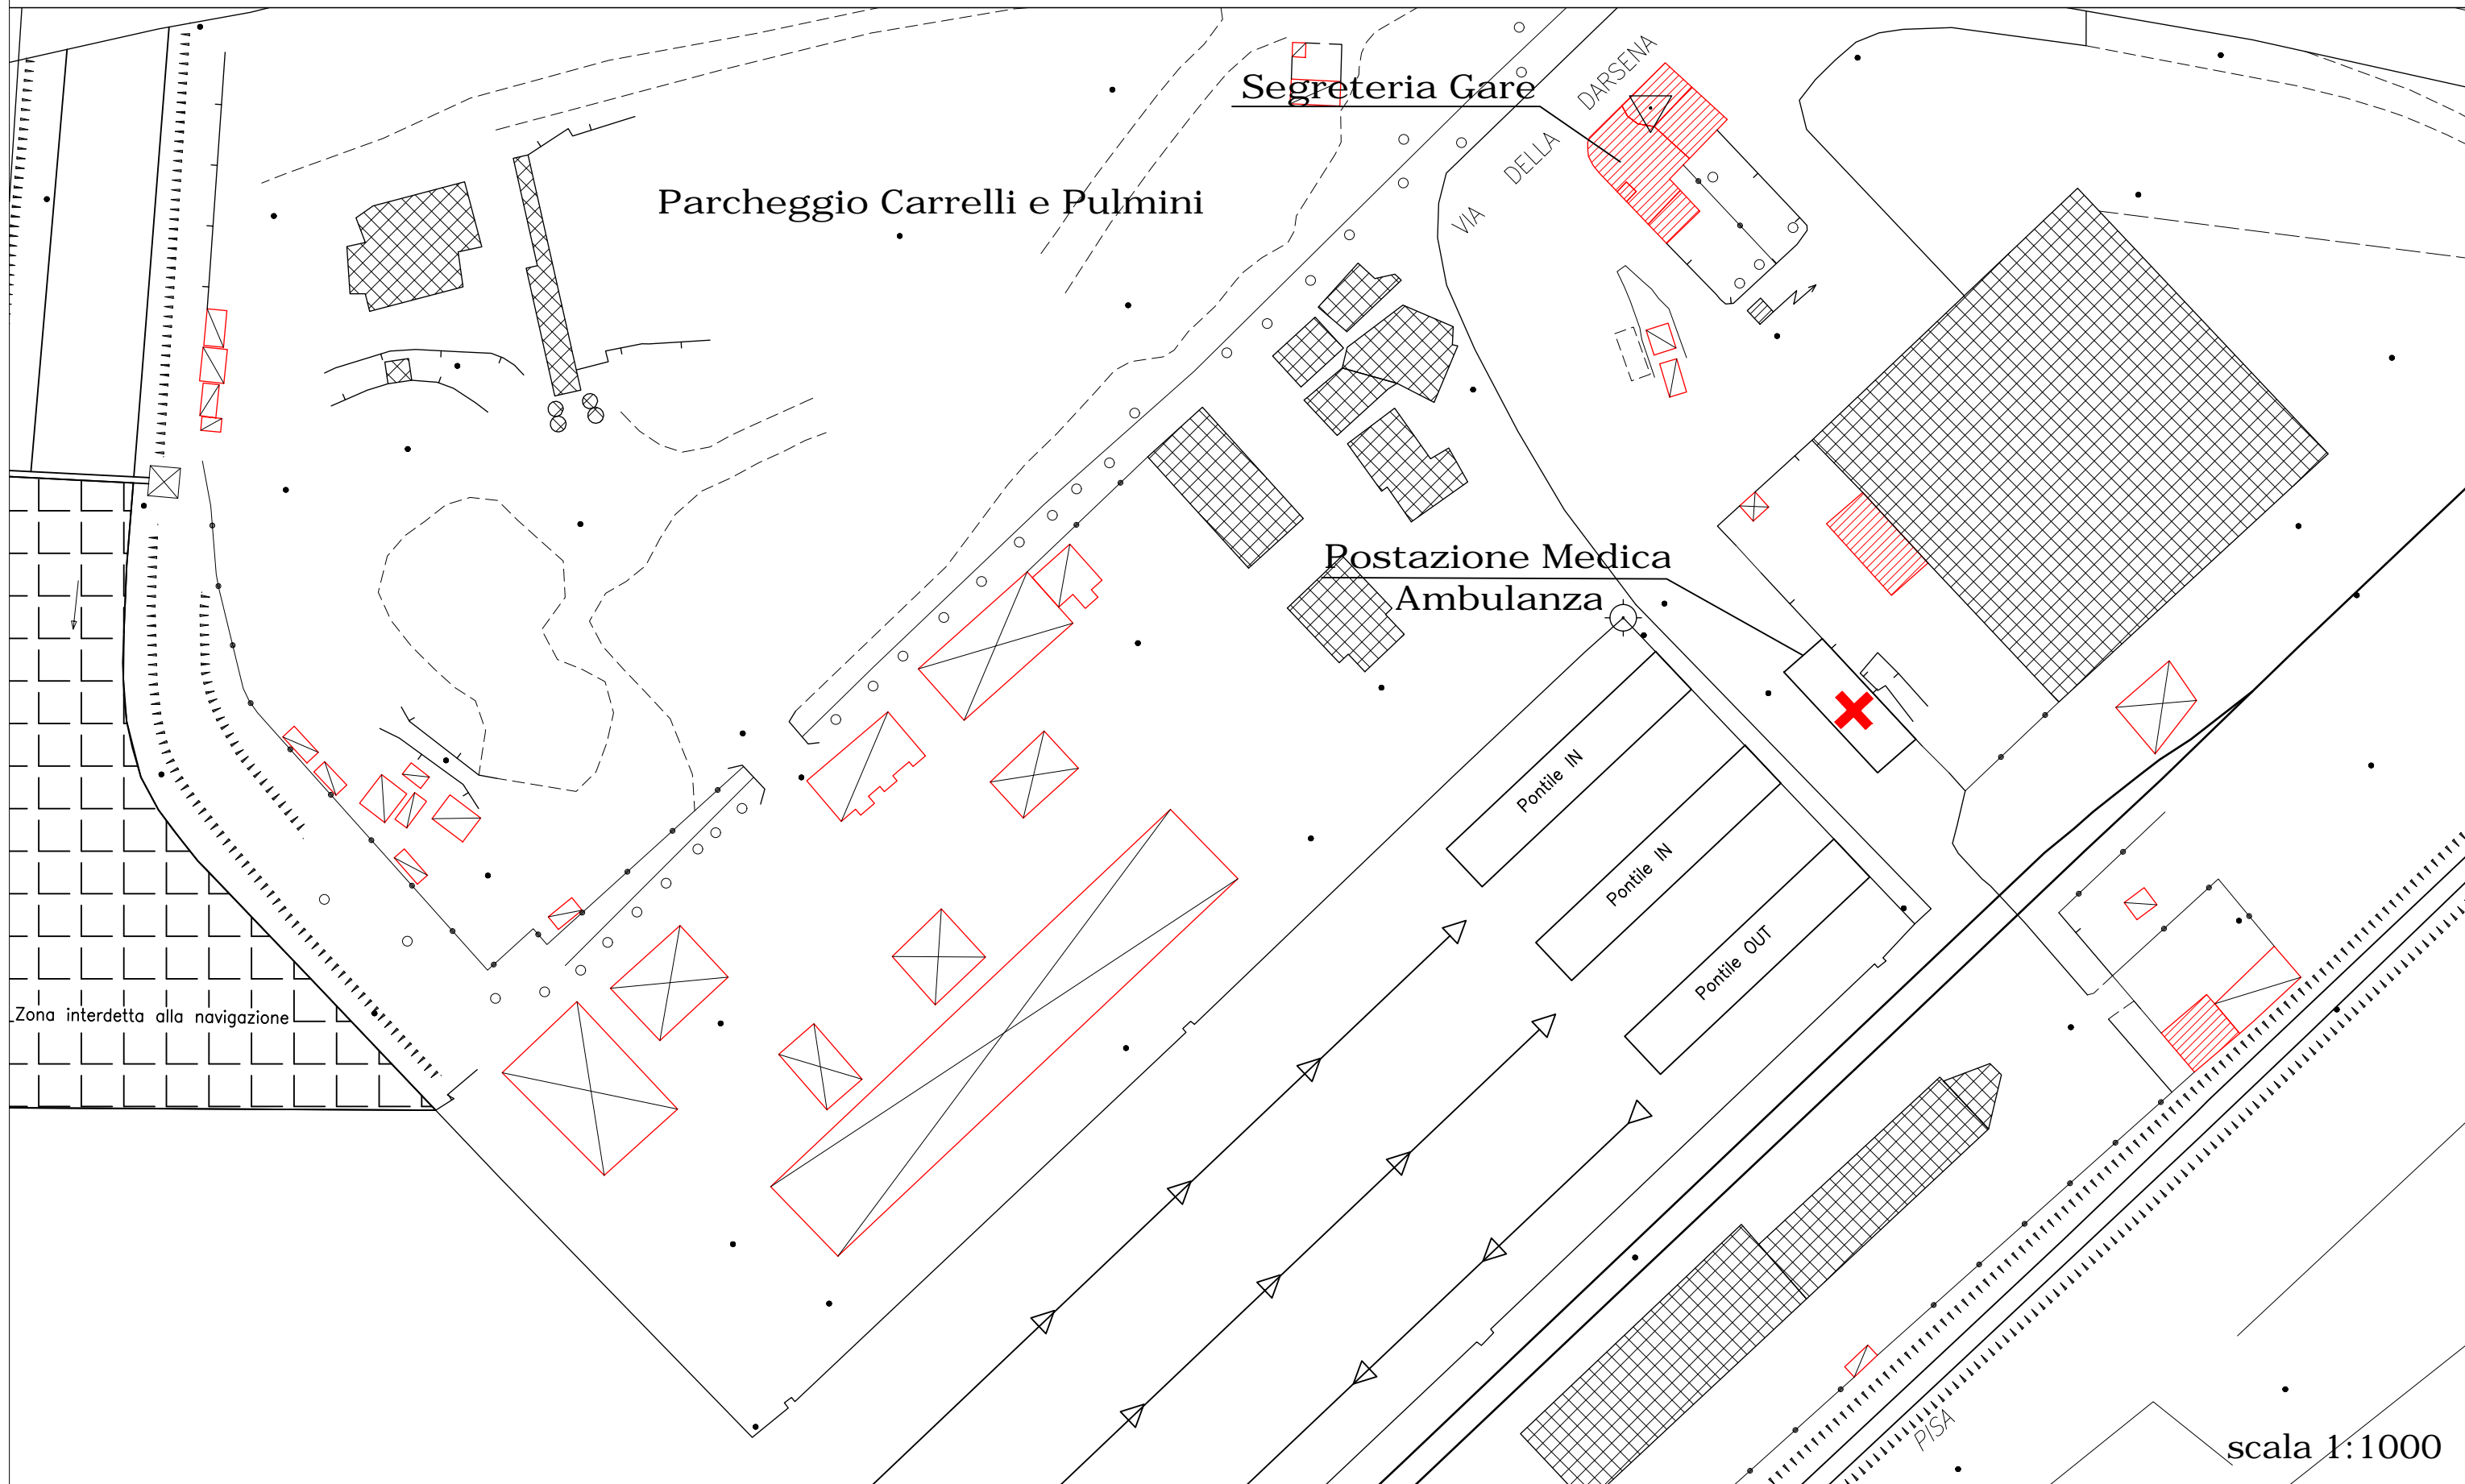 Segreteria Gare
VIA DELLA DARSENA
Parcheggio Carrelli e Pulmini
Postazione Medica
Ambulanza
Pontile IN
Pontile IN
Pontile OUT
Zona interdetta alla navigazione
PISA
scala 1:1000